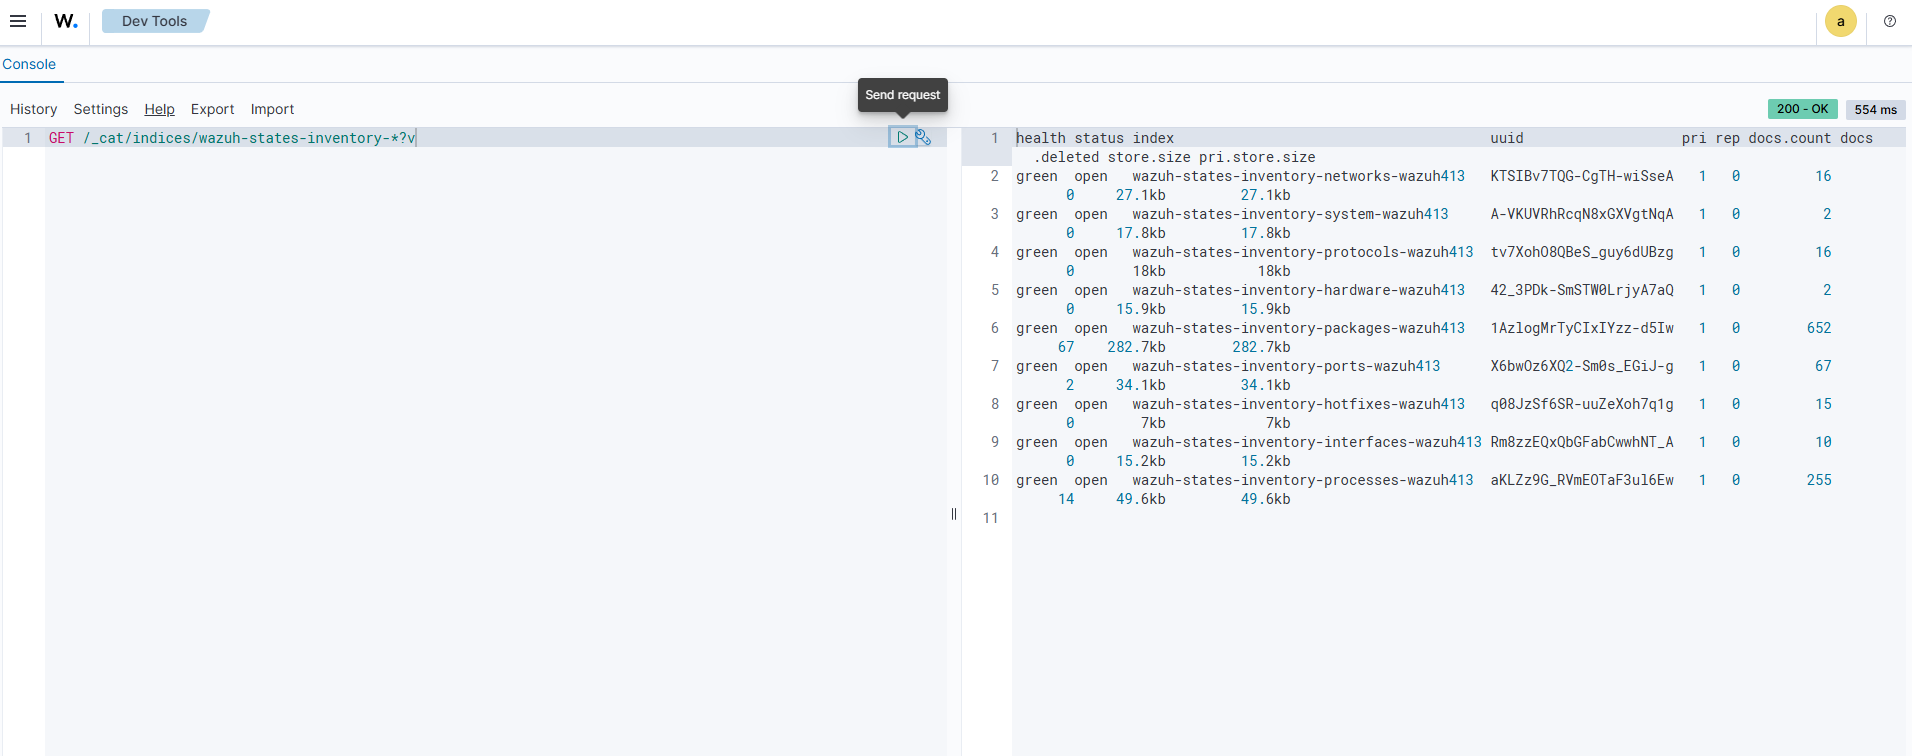 W. Dev Tools a
Console
Send request
History Settings Help Export Import 200 - OK 554 ms
1 GET /_cat/indices/wazuh-states-inventory-*?v
1 health status index uuid pri rep docs.count docs
.deleted store.size pri.store.size
2 green open wazuh-states-inventory-networks-wazuh413 KTSIBv7TQG-CgTH-wiSseA 1 0 16
0 27.1kb 27.1kb
3 green open wazuh-states-inventory-system-wazuh413 A-VKUVRhRcqN8xGXVgtNqA 1 0 2
0 17.8kb 17.8kb
4 green open wazuh-states-inventory-protocols-wazuh413 tv7XohO8QBeS_guy6dUBzg 1 0 16
0 18kb 18kb
5 green open wazuh-states-inventory-hardware-wazuh413 42_3PDk-SmSTW0LrjyA7aQ 1 0 2
0 15.9kb 15.9kb
6 green open wazuh-states-inventory-packages-wazuh413 1AzlogMrTyCIxIYzz-d5Iw 1 0 652
67 282.7kb 282.7kb
7 green open wazuh-states-inventory-ports-wazuh413 X6bwOz6XQ2-Sm0s_EGiJ-g 1 0 67
2 34.1kb 34.1kb
8 green open wazuh-states-inventory-hotfixes-wazuh413 q08JzSf6SR-uuZeXoh7q1g 1 0 15
0 7kb 7kb
9 green open wazuh-states-inventory-interfaces-wazuh413 Rm8zzEQxQbGFabCwwhNT_A 1 0 10
0 15.2kb 15.2kb
10 green open wazuh-states-inventory-processes-wazuh413 aKLZz9G_RVmEOTaF3ul6Ew 1 0 255
14 49.6kb 49.6kb
11